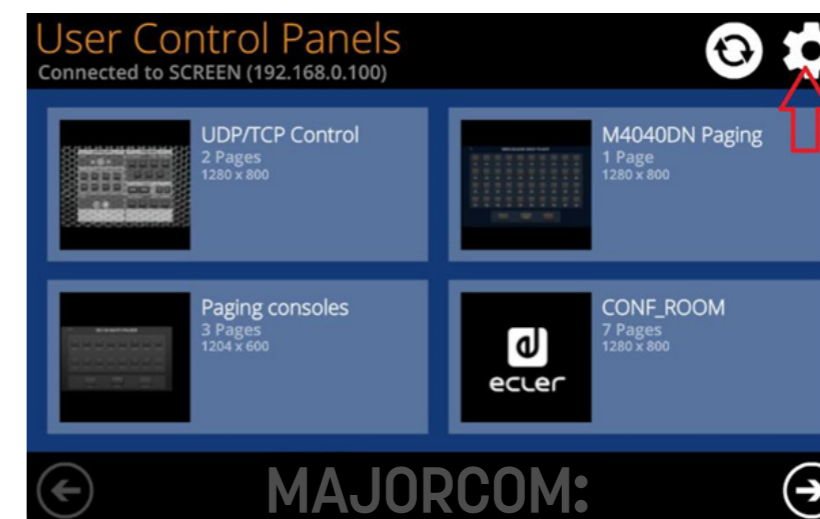 User Control Panels
Connected to SCREEN (192.168.0.100)
UDP/TCP Control
2 Pages
1280 x 800
M4040DN Paging
1 Page
1280 x 800
Paging consoles
3 Pages
1204 x 600
ecler
CONF_ROOM
7 Pages
1280 x 800
MAJORCOM: